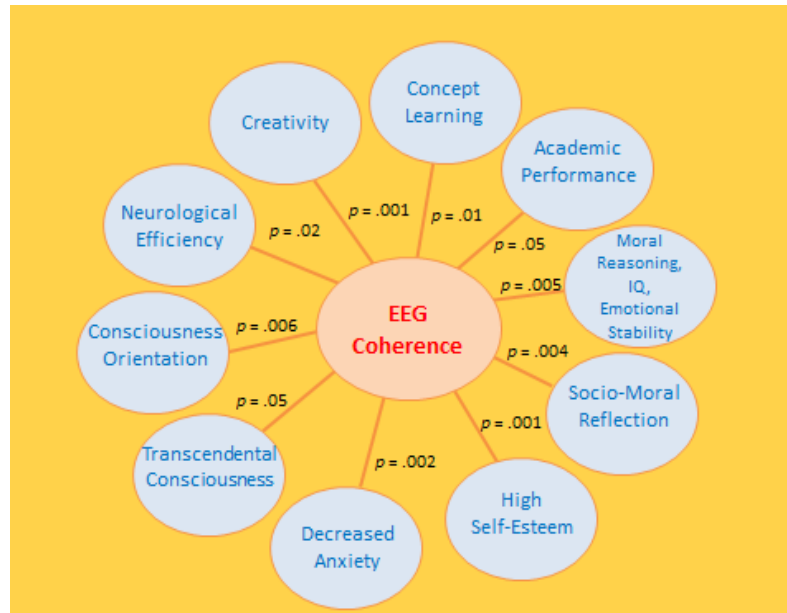 Concept
Learning
Creativity
Academic
Performance
Neurological
Efficiency
p = .001
p = .01
p = .02
p = .05
Moral
Reasoning,
IQ,
Emotional
Stability
p = .005
EEG
Coherence
Consciousness
Orientation
p = .006
p = .004
Socio-Moral
Reflection
p = .05
p = .001
Transcendental
Consciousness
p = .002
High
Self-Esteem
Decreased
Anxiety